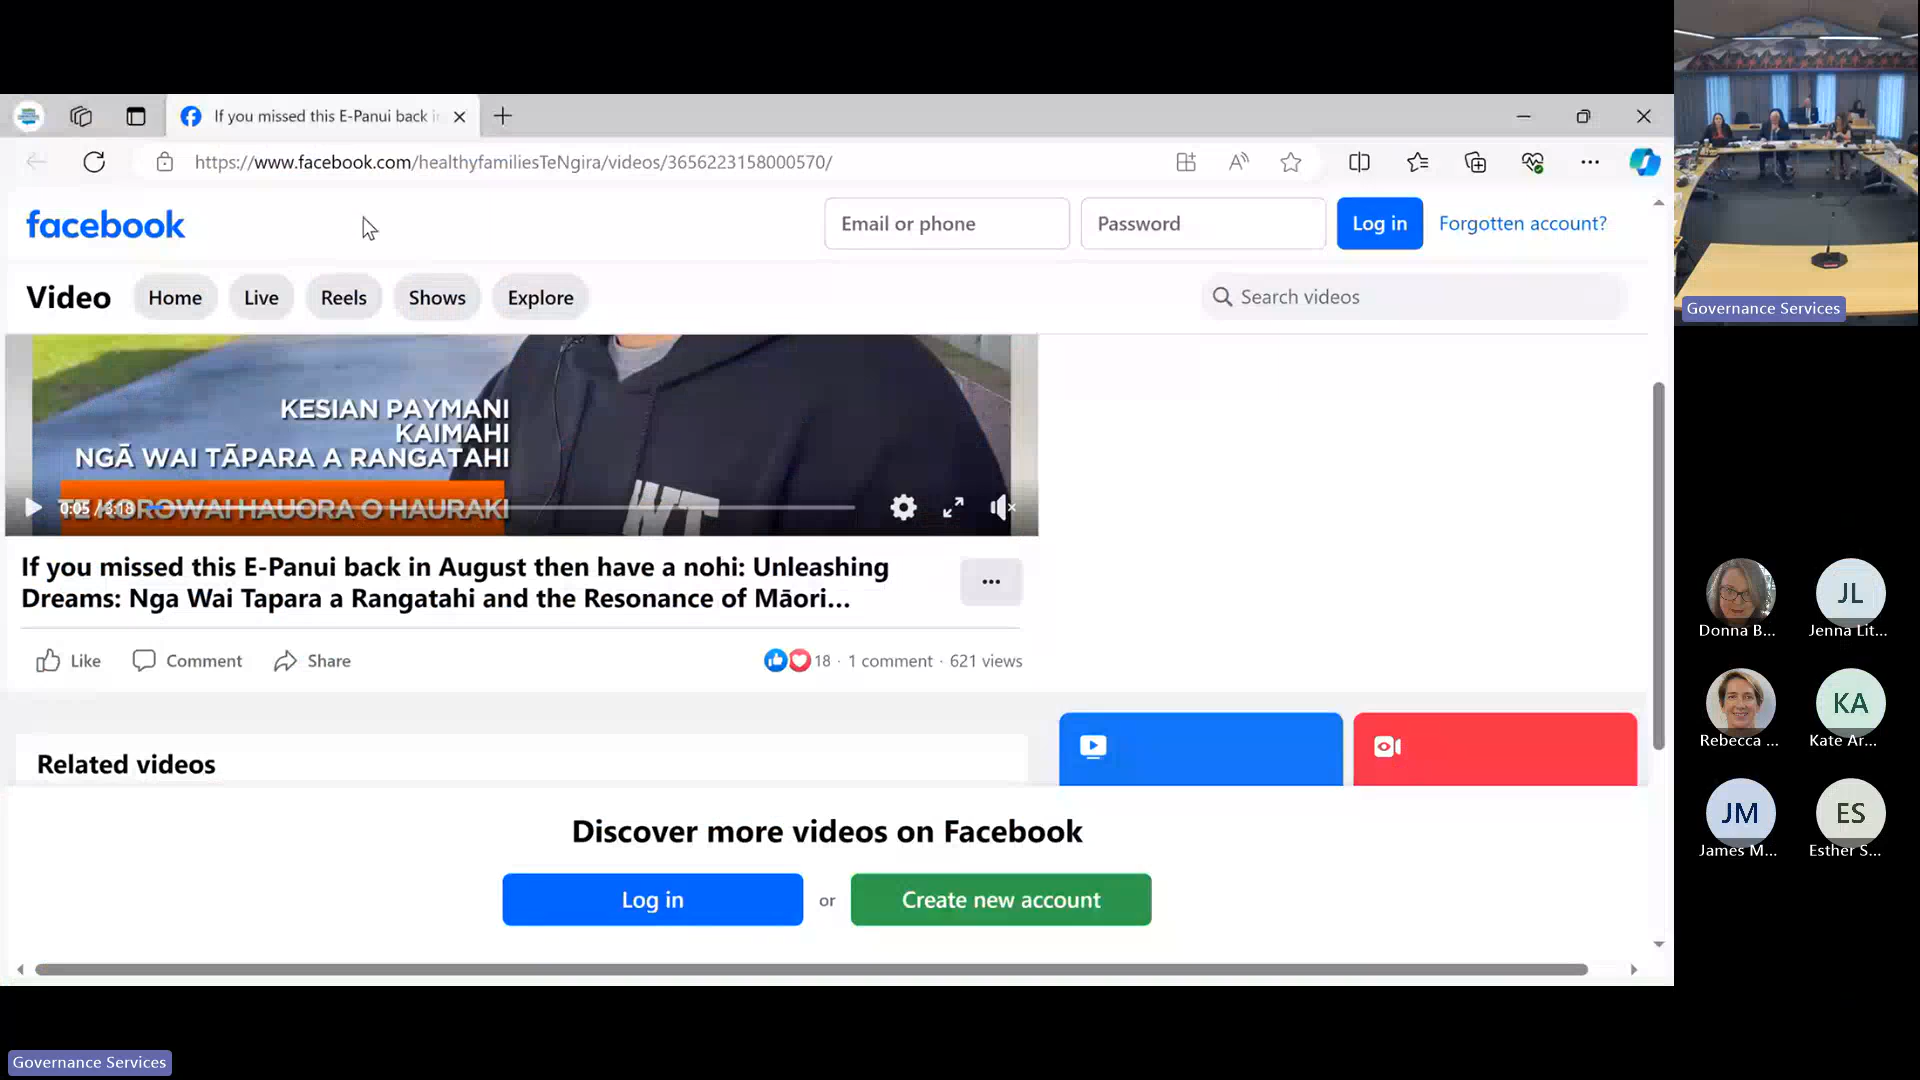 If you missed this E-Panui back i
https://www.facebook.com/healthyfamiliesTeNgira/videos/3656223158000570/
facebook
Email or phone
Password
Log in
Forgotten account?
Video
Home
Live
Reels
Shows
Explore
Search videos
KESIAN PAYMANI
KAIMAHI
NGĀ WAI TĀPARA A RANGATAHI
TE KOROWAI HAUORA O HAURAKI
0:05 / 3:18
If you missed this E-Panui back in August then have a nohi: Unleashing
Dreams: Nga Wai Tapara a Rangatahi and the Resonance of Māori...
Like
Comment
Share
18 · 1 comment · 621 views
Related videos
Discover more videos on Facebook
Log in
or
Create new account
Governance Services
Donna B...
JL
Jenna Lit...
Rebecca ...
KA
Kate Ar...
JM
James M...
ES
Esther S...
Governance Services